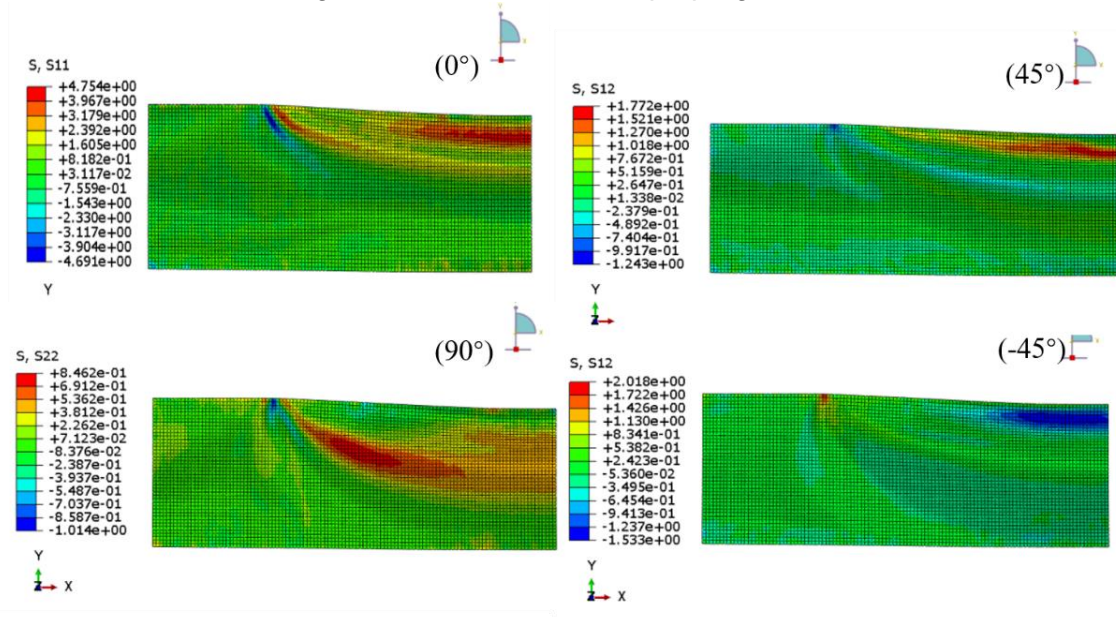 (0°)
S, S11
+4.754e+00
+3.967e+00
+3.179e+00
+2.392e+00
+1.605e+00
+8.182e-01
+3.117e-02
-7.559e-01
-1.543e+00
-2.330e+00
-3.117e+00
-3.904e+00
-4.691e+00
Y
(45°)
S, S12
+1.772e+00
+1.521e+00
+1.270e+00
+1.018e+00
+7.672e-01
+5.159e-01
+2.647e-01
+1.338e-02
-2.379e-01
-4.892e-01
-7.404e-01
-9.917e-01
-1.243e+00
Y
Z
(90°)
S, S22
+8.462e-01
+6.912e-01
+5.362e-01
+3.812e-01
+2.262e-01
+7.123e-02
-8.376e-02
-2.387e-01
-3.937e-01
-5.487e-01
-7.037e-01
-8.587e-01
-1.014e+00
Y
Z X
(-45°)
S, S12
+2.018e+00
+1.722e+00
+1.426e+00
+1.130e+00
+8.341e-01
+5.382e-01
+2.423e-01
-5.360e-02
-3.495e-01
-6.454e-01
-9.413e-01
-1.237e+00
-1.533e+00
Y
Z X